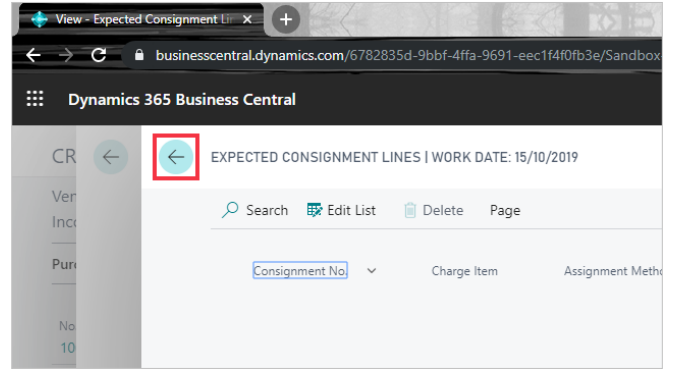 View - Expected Consignment Lin
businesscentral.dynamics.com/6782835d-9bbf-4ffa-9691-eec1f4f0fb3e/Sandbox
Dynamics 365 Business Central
CR
EXPECTED CONSIGNMENT LINES | WORK DATE: 15/10/2019
Ven
Inco
Search Edit List Delete Page
Pur
Consignment No. Charge Item Assignment Metho
No
10